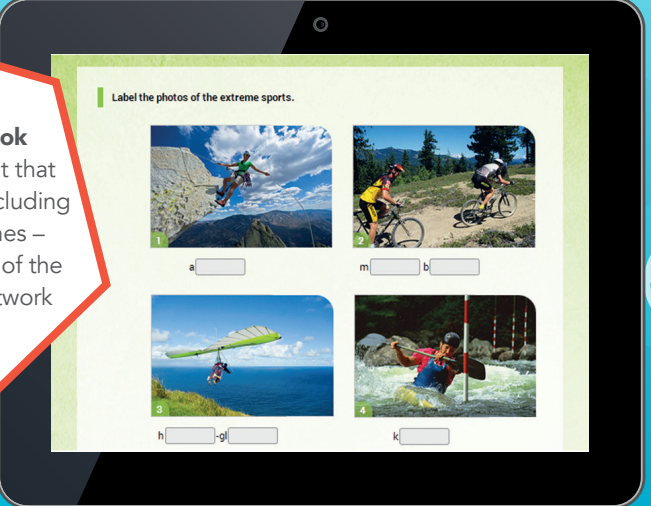 ok
t that
cluding
nes –
of the
twork
Label the photos of the extreme sports.
1
2
a
m b
3
4
h -gl
k